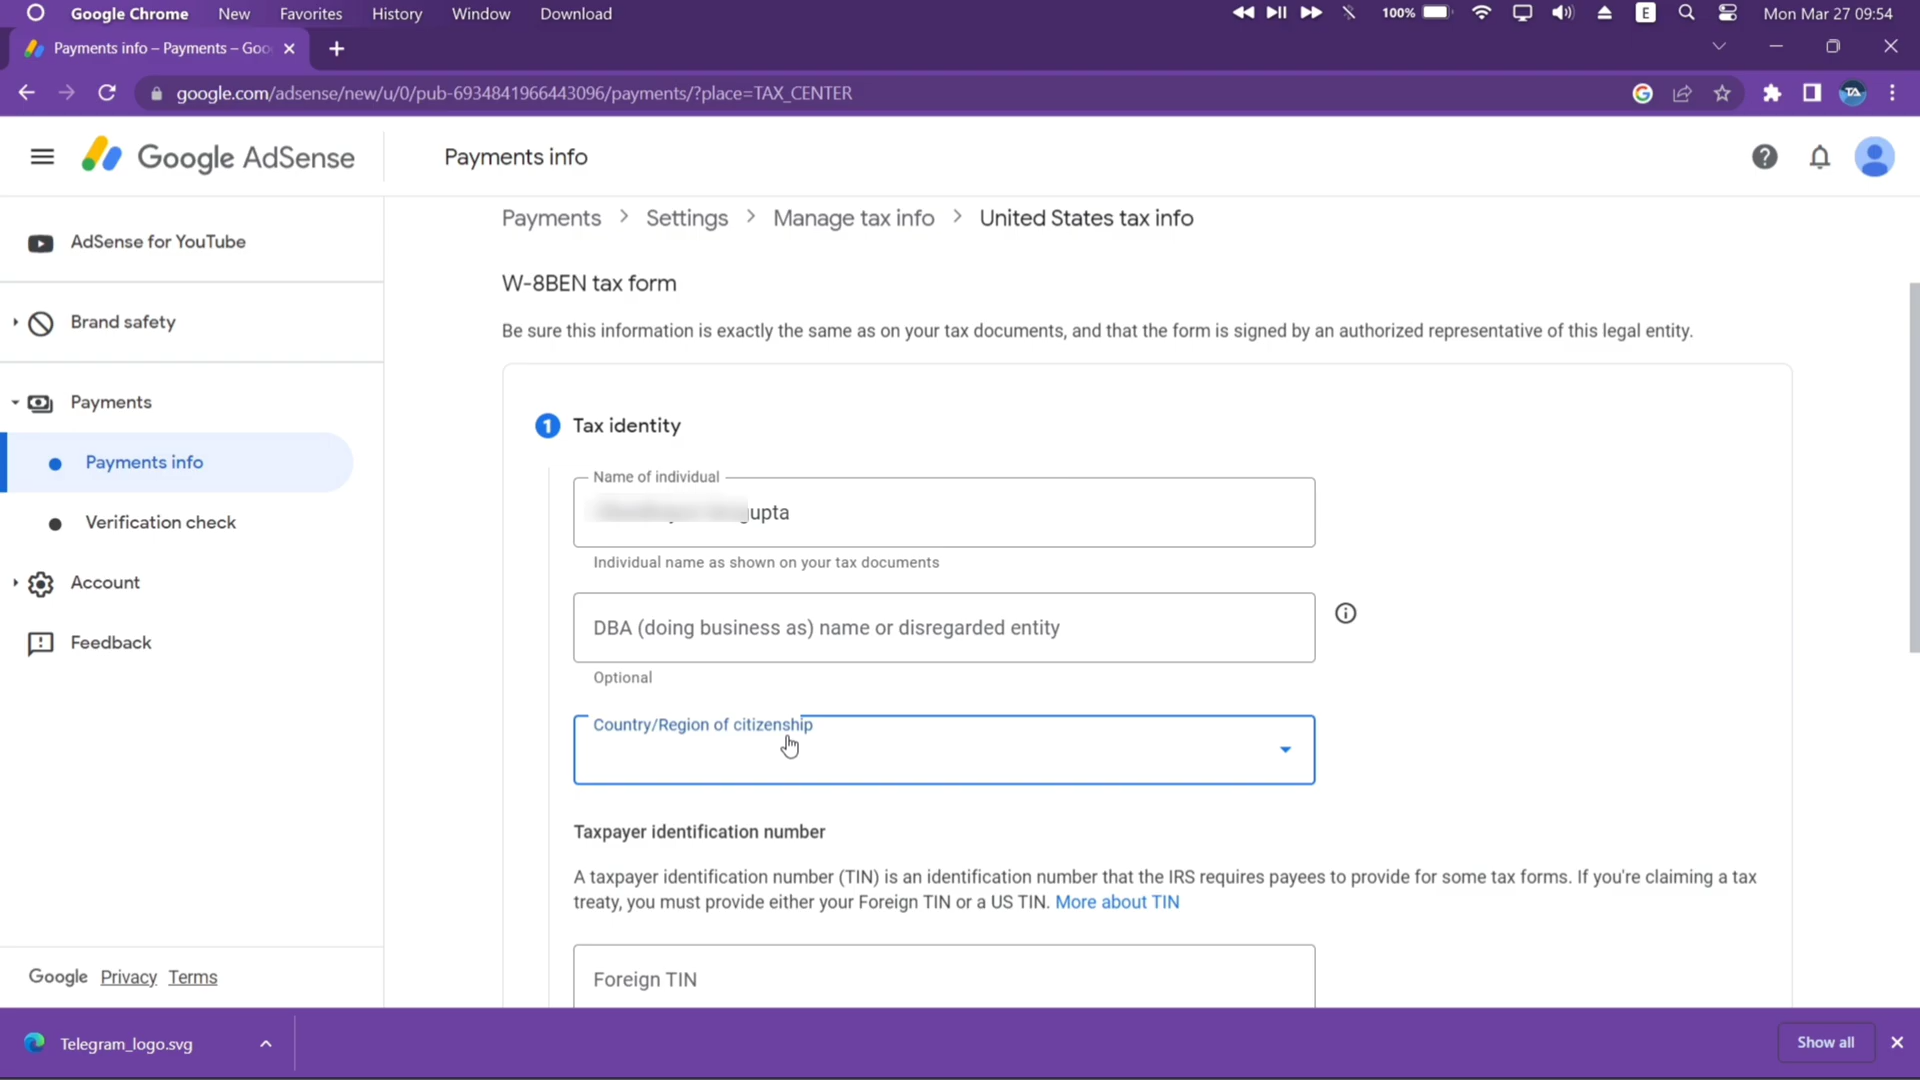 Google Chrome New Favorites History Window Download 100% E Mon Mar 27 09:54
Payments info – Payments – Goo
google.com/adsense/new/u/0/pub-6934841966443096/payments/?place=TAX_CENTER G TA
Google AdSense
Payments info
AdSense for YouTube
Brand safety
Payments
Payments info
Verification check
Account
Feedback
Google Privacy Terms
Payments > Settings > Manage tax info > United States tax info
W-8BEN tax form
Be sure this information is exactly the same as on your tax documents, and that the form is signed by an authorized representative of this legal entity.
1 Tax identity
Name of individual
Individual name as shown on your tax documents
DBA (doing business as) name or disregarded entity
Optional
Country/Region of citizenship
Taxpayer identification number
A taxpayer identification number (TIN) is an identification number that the IRS requires payees to provide for some tax forms. If you're claiming a tax
treaty, you must provide either your Foreign TIN or a US TIN. More about TIN
Foreign TIN
Telegram_logo.svg
Show all